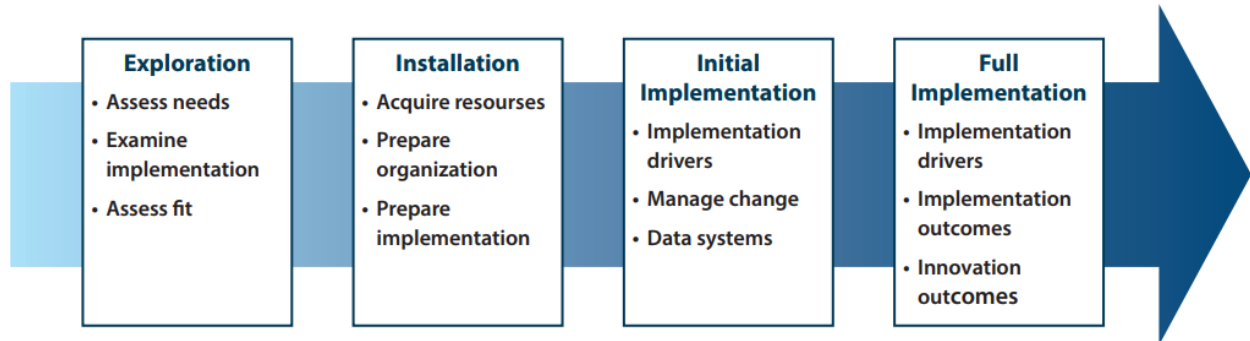 Exploration
• Assess needs
• Examine
implementation
• Assess fit
Installation
• Acquire resourses
• Prepare
organization
• Prepare
implementation
Initial
Implementation
• Implementation
drivers
• Manage change
• Data systems
Full
Implementation
• Implementation
drivers
• Implementation
outcomes
• Innovation
outcomes